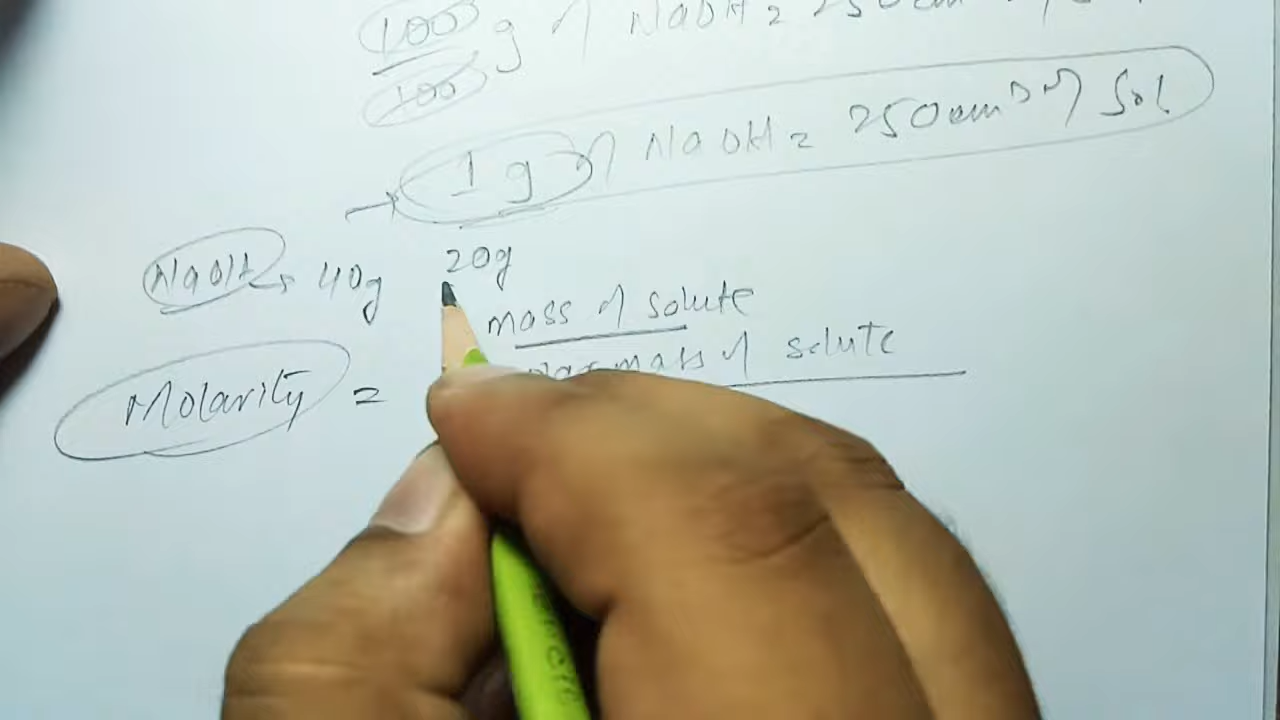 100 g of NaOH = 250cm
100
1 g of NaOH = 250cm³ of Sol
NaOH → 40g 20g
mass of solute
mass of solute
Molarity =